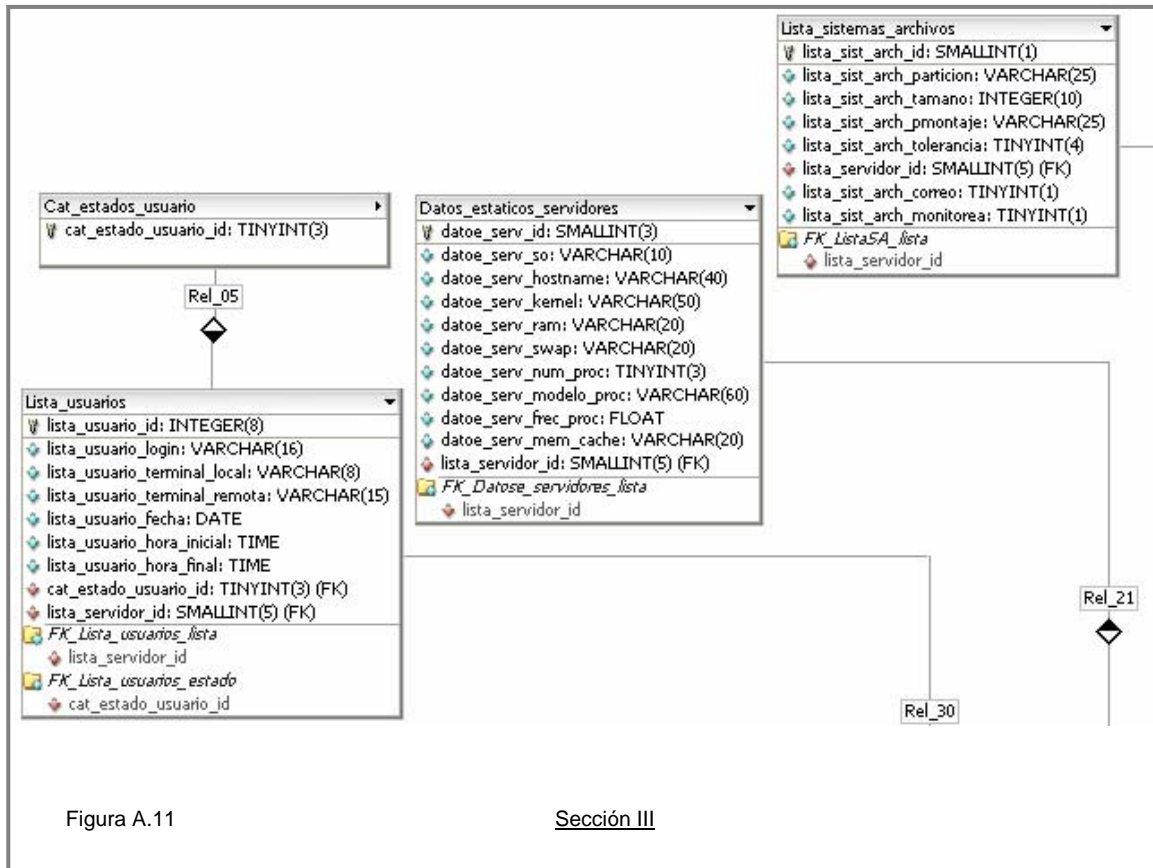 Lista_sistemas_archivos
lista_sist_arch_id: SMALLINT(1)
lista_sist_arch_particion: VARCHAR(25)
lista_sist_arch_tamano: INTEGER(10)
lista_sist_arch_pmontaje: VARCHAR(25)
lista_sist_arch_tolerancia: TINYINT(4)
lista_servidor_id: SMALLINT(5) (FK)
lista_sist_arch_correo: TINYINT(1)
lista_sist_arch_monitorea: TINYINT(1)
FK_ListaSA_lista
lista_servidor_id
Cat_estados_usuario
cat_estado_usuario_id: TINYINT(3)
Rel_05
Datos_estaticos_servidores
datoe_serv_id: SMALLINT(3)
datoe_serv_so: VARCHAR(10)
datoe_serv_hostname: VARCHAR(40)
datoe_serv_kernel: VARCHAR(50)
datoe_serv_ram: VARCHAR(20)
datoe_serv_swap: VARCHAR(20)
datoe_serv_num_proc: TINYINT(3)
datoe_serv_modelo_proc: VARCHAR(60)
datoe_serv_frec_proc: FLOAT
datoe_serv_mem_cache: VARCHAR(20)
lista_servidor_id: SMALLINT(5) (FK)
FK_Datose_servidores_lista
lista_servidor_id
Lista_usuarios
lista_usuario_id: INTEGER(8)
lista_usuario_login: VARCHAR(16)
lista_usuario_terminal_local: VARCHAR(8)
lista_usuario_terminal_remota: VARCHAR(15)
lista_usuario_fecha: DATE
lista_usuario_hora_inicial: TIME
lista_usuario_hora_final: TIME
cat_estado_usuario_id: TINYINT(3) (FK)
lista_servidor_id: SMALLINT(5) (FK)
FK_Lista_usuarios_lista
lista_servidor_id
FK_Lista_usuarios_estado
cat_estado_usuario_id
Rel_21
Rel_30
Figura A.11
Sección III